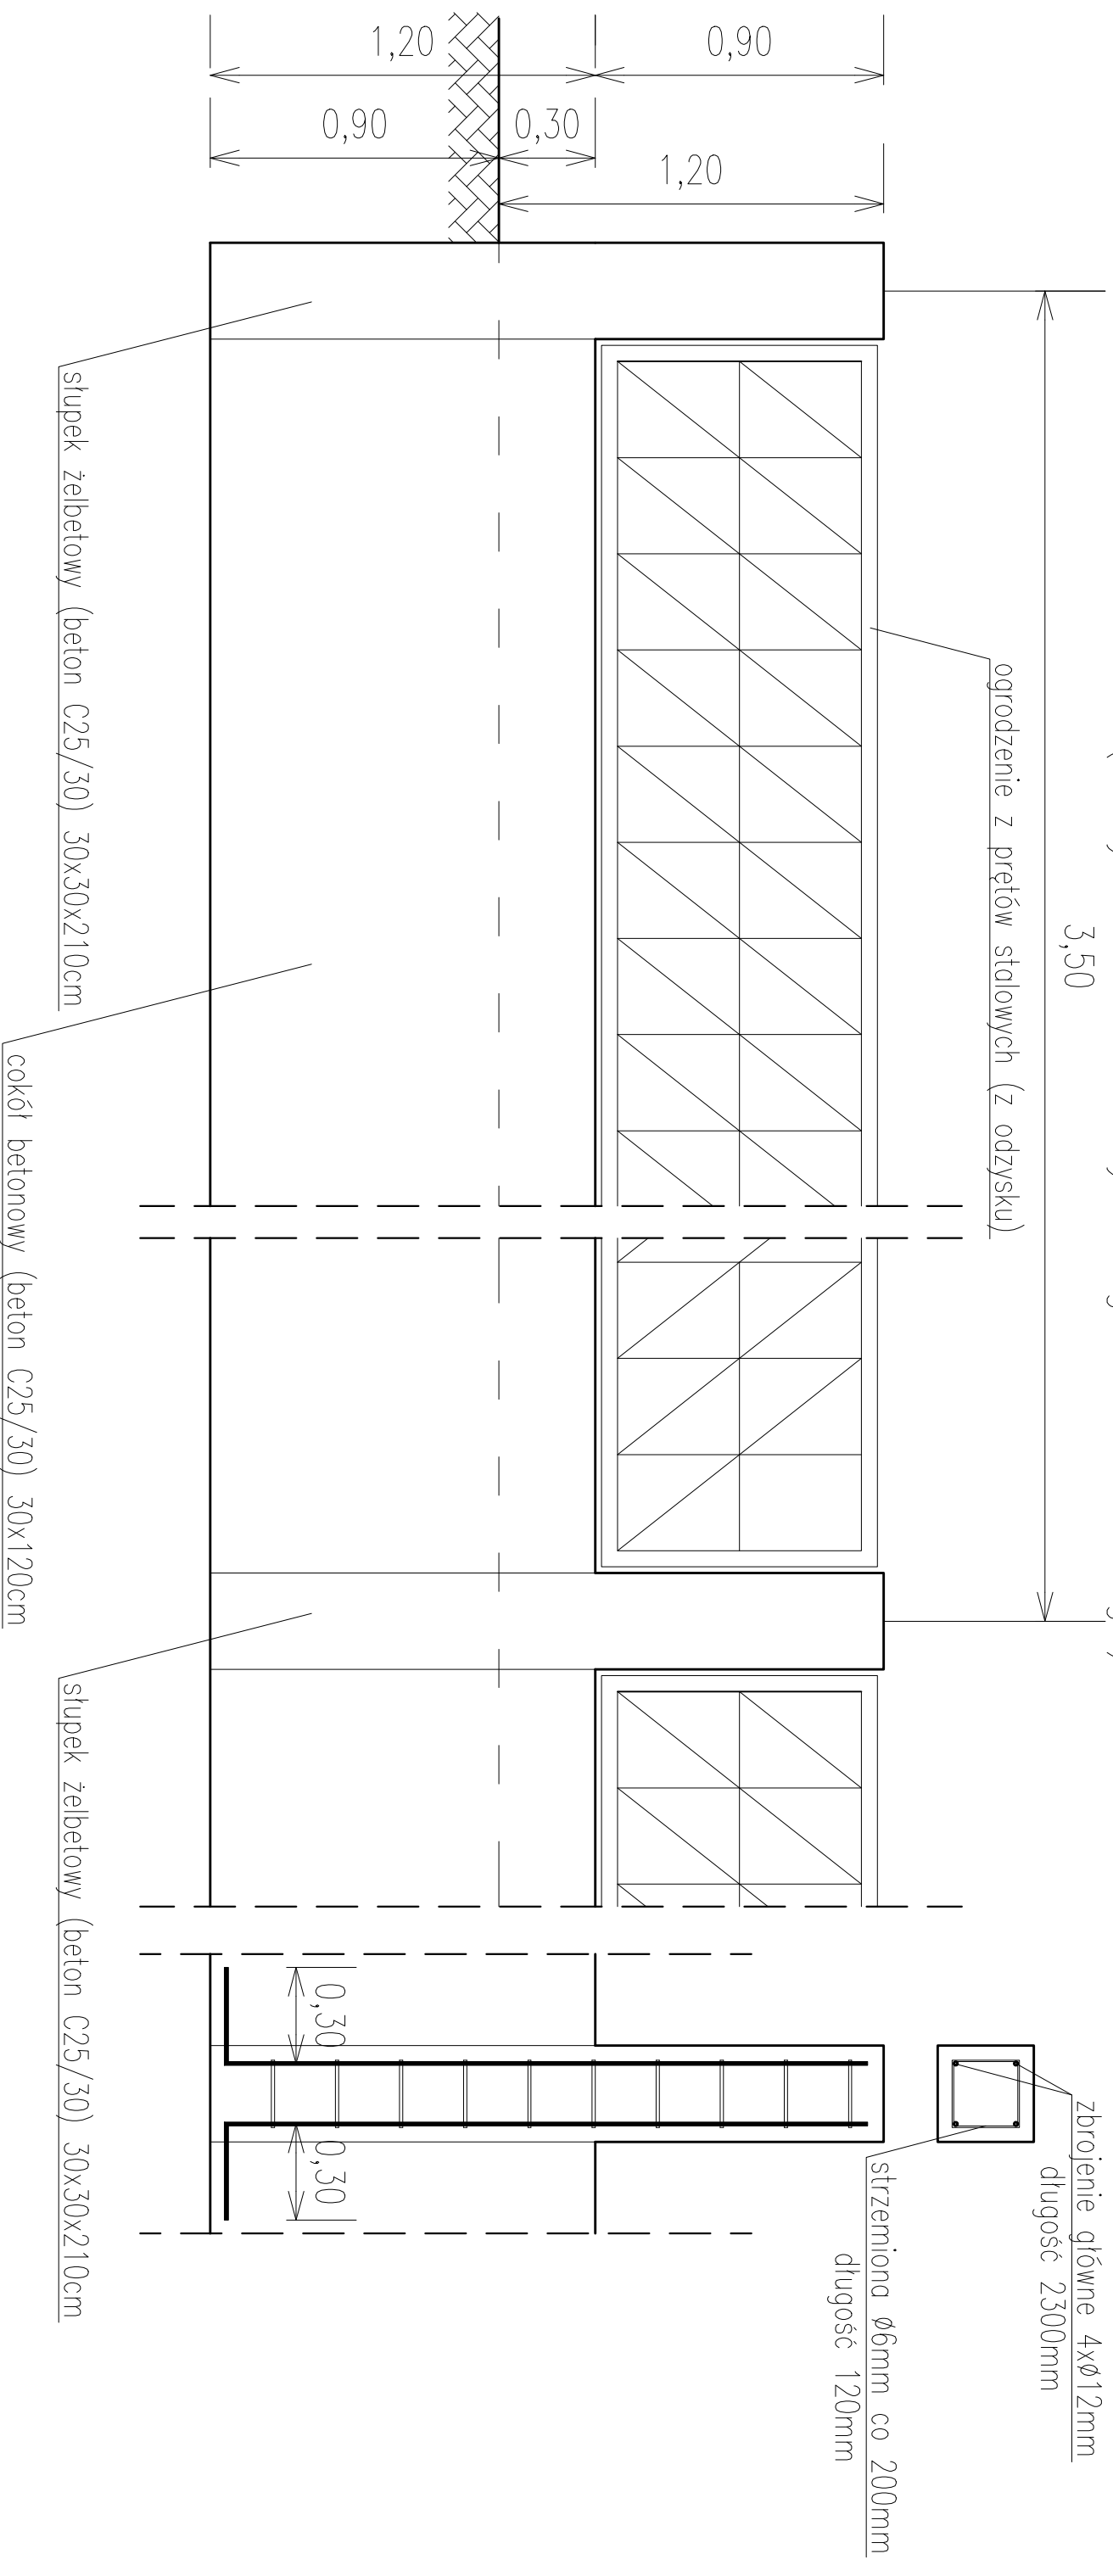 3,50
ogrodzenie z prętów stalowych (z odzysku)
0,90
1,20
1,20
0,30
0,90
zbrojenie główne 4xø12mm
długość 2300mm
strzemiona ø6mm co 200mm
długość 120mm
0,30
0,30
słupek żelbetowy (beton C25/30) 30x30x210cm
cokół betonowy (beton C25/30) 30x120cm
słupek żelbetowy (beton C25/30) 30x30x210cm